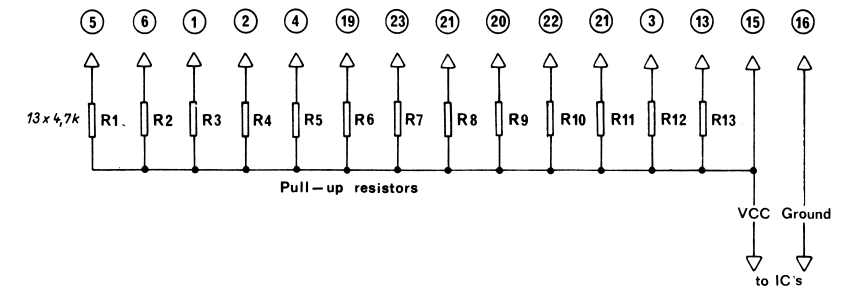 5 6 1 2 4 19 23 21 20 22 21 3 13 15 16
13 x 4,7k R1. R2 R3 R4 R5 R6 R7 R8 R9 R10 R11 R12 R13
Pull-up resistors
VCC Ground
to IC's